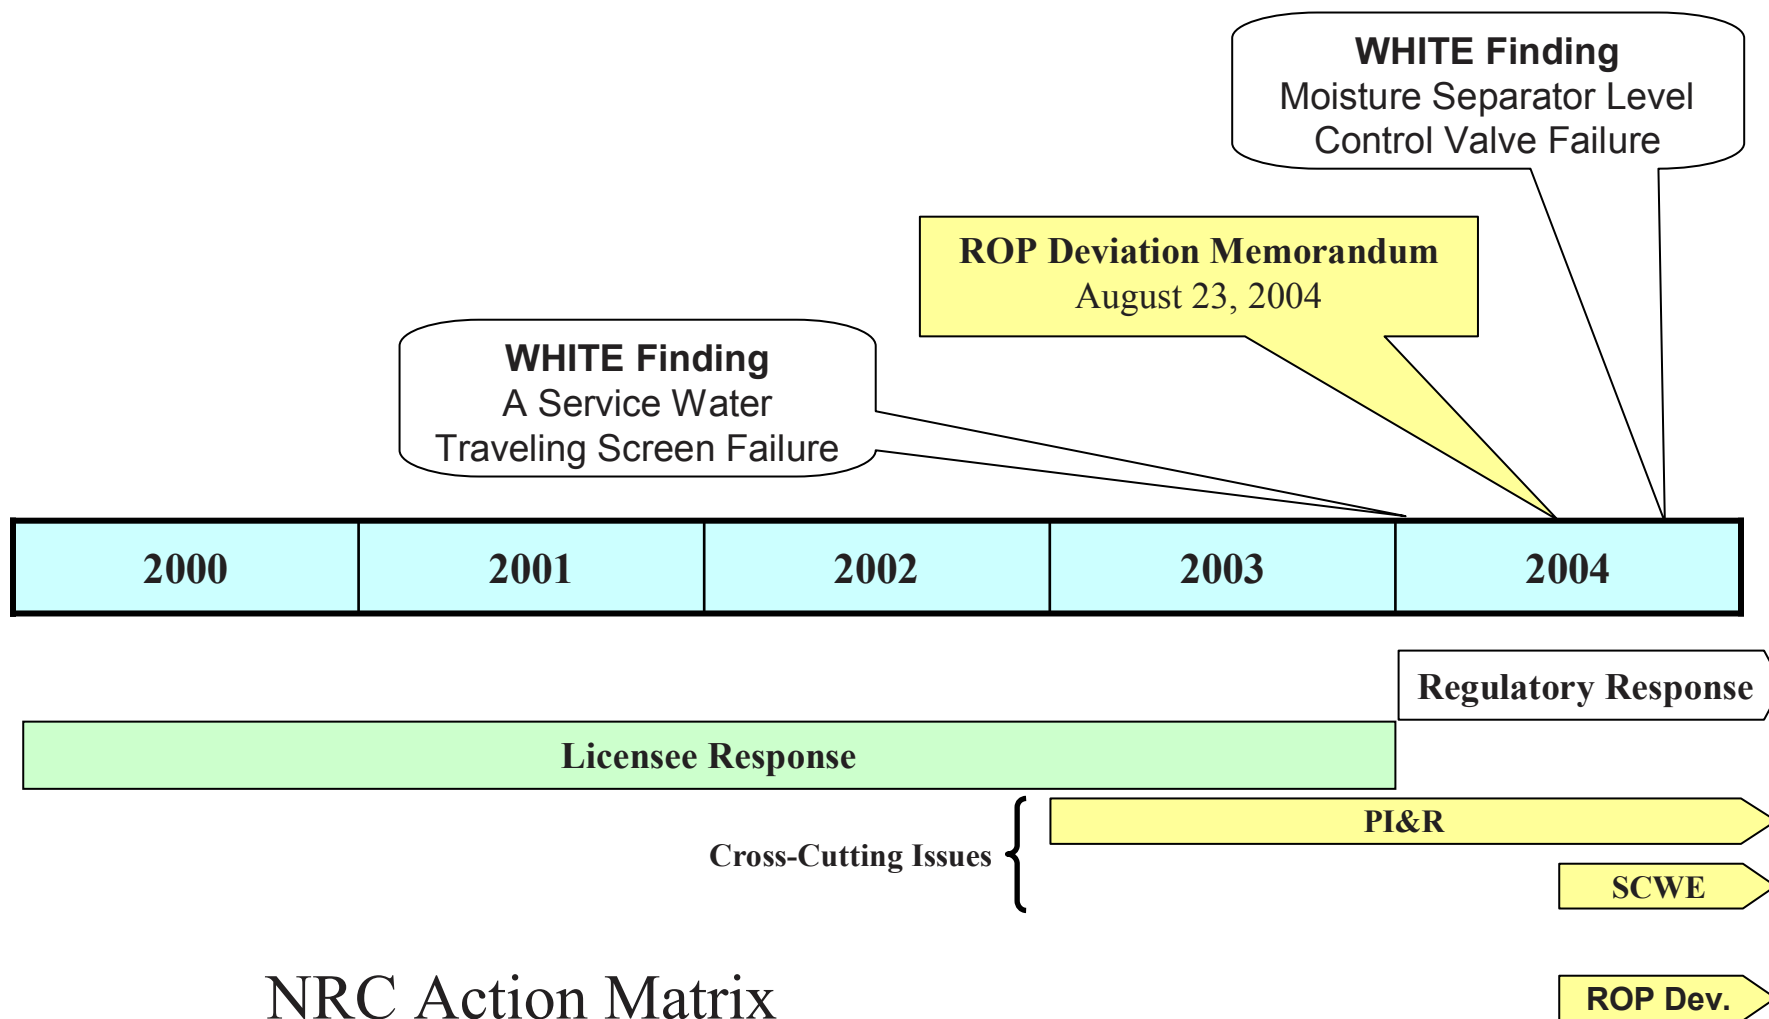 WHITE Finding
Moisture Separator Level
Control Valve Failure
ROP Deviation Memorandum
August 23, 2004
WHITE Finding
A Service Water
Traveling Screen Failure
2000 2001 2002 2003 2004
Regulatory Response
Licensee Response
PI&R
Cross-Cutting Issues
SCWE
NRC Action Matrix
ROP Dev.